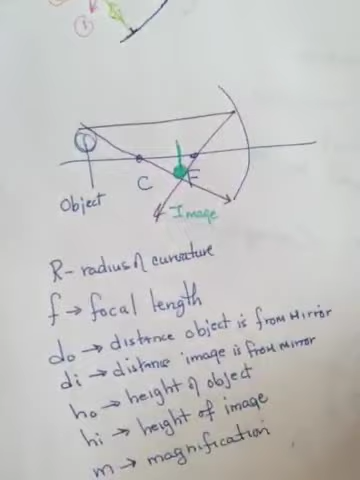 1
C
F
Object
Image
R- radius of curvature
f → focal length
do → distance object is from Mirror
di → distance image is from Mirror
ho → height of object
hi → height of image
m → magnification